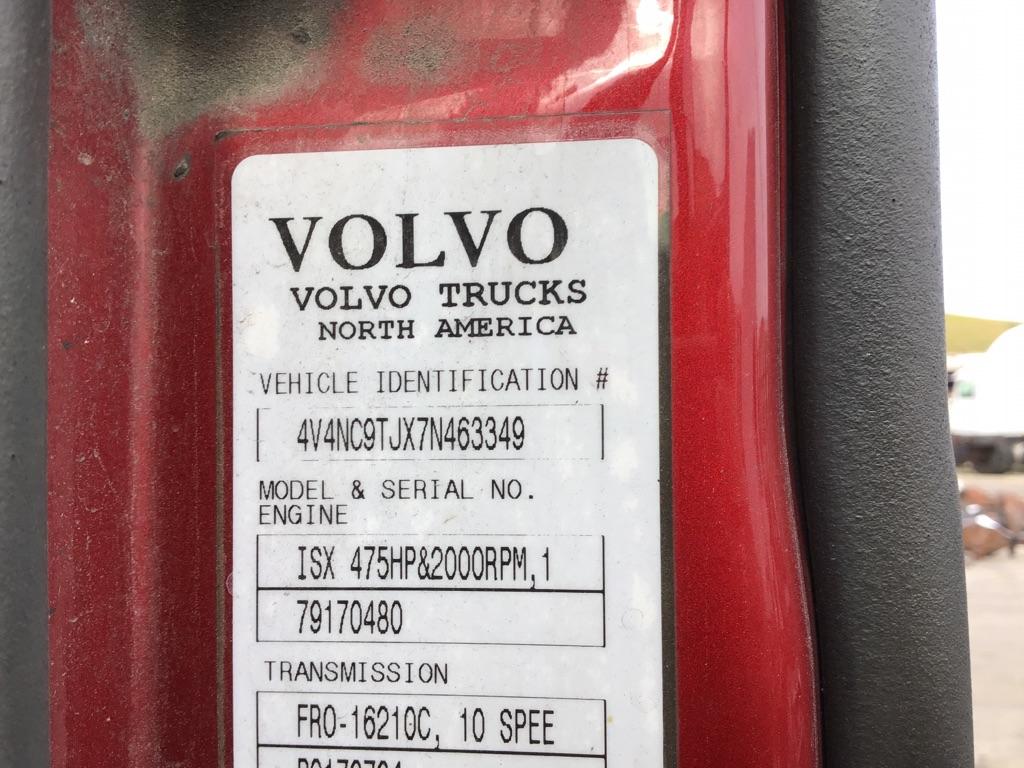 VOLVO
VOLVO TRUCKS
NORTH AMERICA
VEHICLE IDENTIFICATION #
4V4NC9TJX7N463349
MODEL & SERIAL NO.
ENGINE
ISX 475HP&2000RPM,1
79170480
TRANSMISSION
FRO-16210C, 10 SPEE